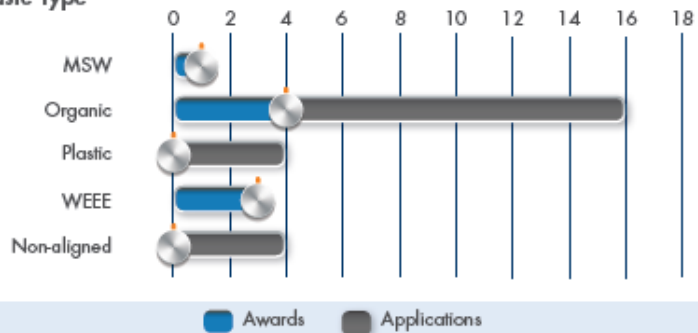 Type
0 2 4 6 8 10 12 14 16 18
MSW
Organic
Plastic
WEEE
Non-aligned
Awards Applications